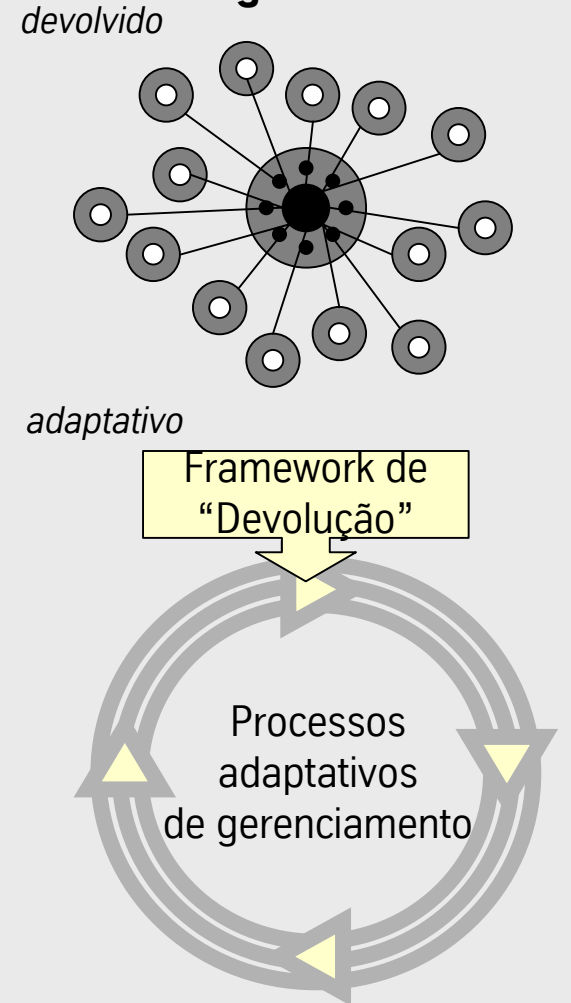 devolvido
adaptativo
Framework de
“Devolução”
Processos
adaptativos
de gerenciamento